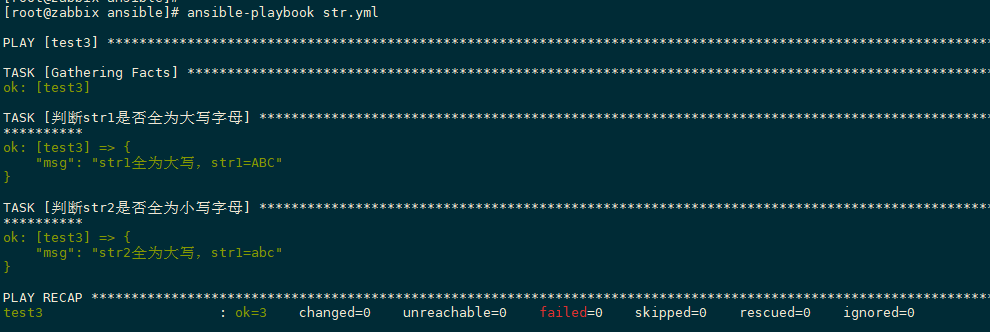 [root@zabbix ansible]#
[root@zabbix ansible]# ansible-playbook str.yml
PLAY [test3] ****************************************************************************************************************
TASK [Gathering Facts] ******************************************************************************************************
ok: [test3]
TASK [判断str1是否全为大写字母] *********************************************************************************************
**********
ok: [test3] => {
    "msg": "str1全为大写, str1=ABC"
}
TASK [判断str2是否全为小写字母] *********************************************************************************************
**********
ok: [test3] => {
    "msg": "str2全为大写, str1=abc"
}
PLAY RECAP ******************************************************************************************************************
test3                      : ok=3    changed=0    unreachable=0    failed=0    skipped=0    rescued=0    ignored=0